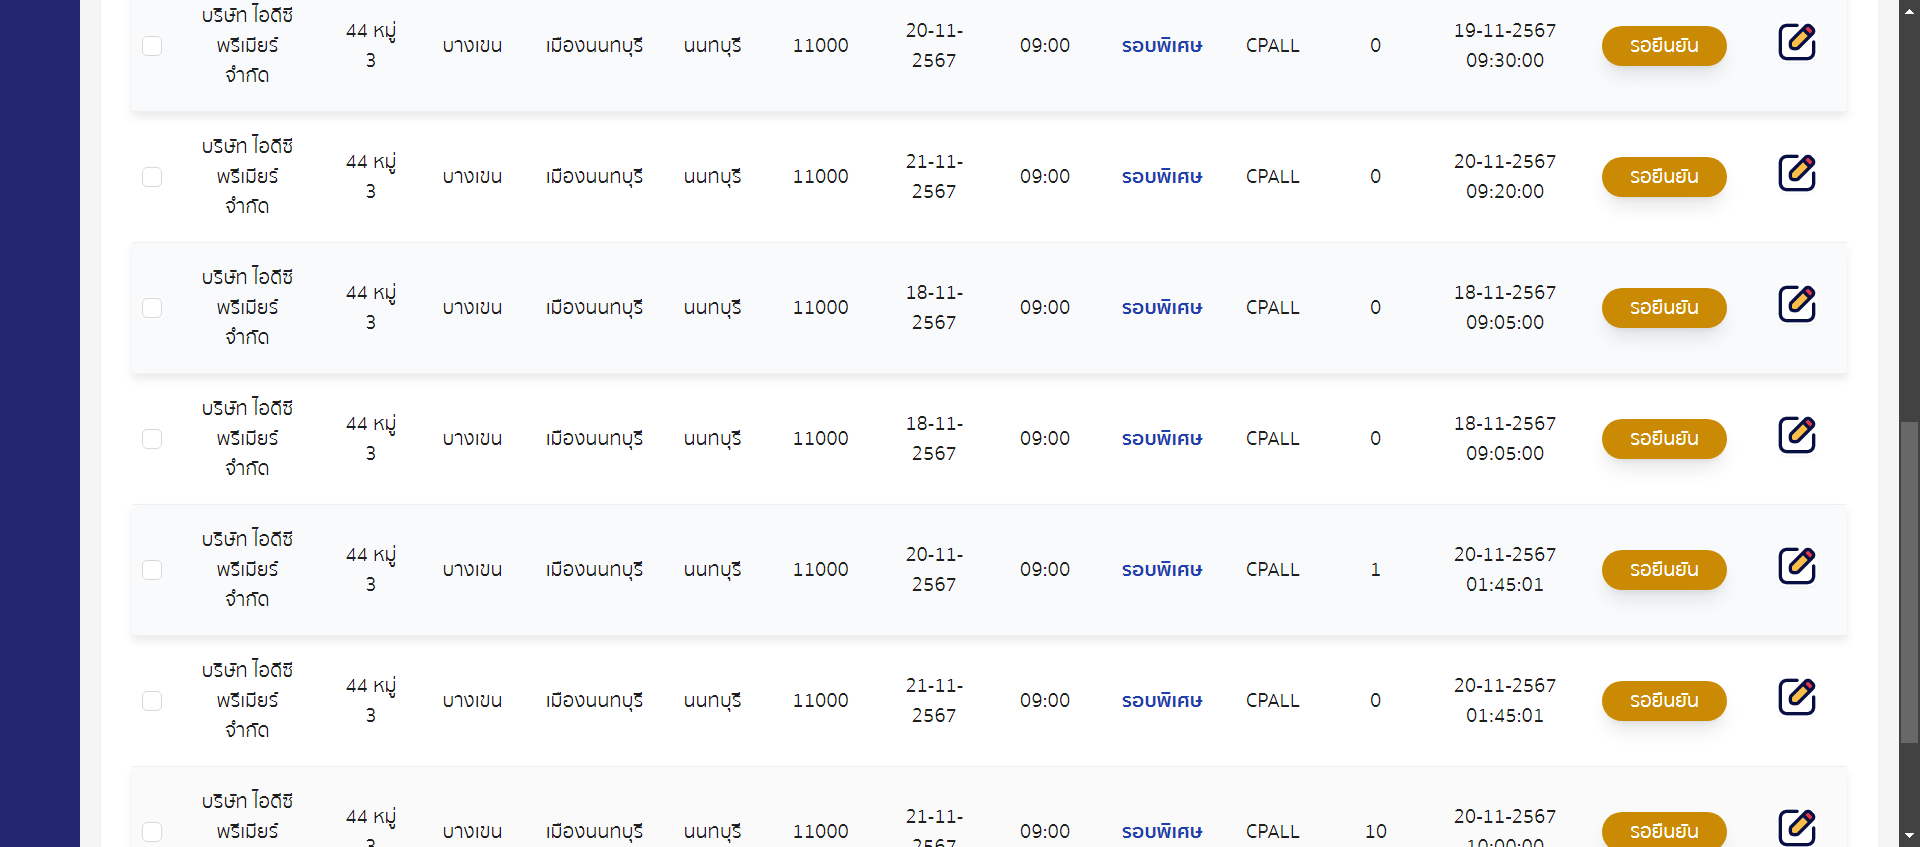 บริษัท ไอดีซี พรีเมียร์ จำกัด 44 หมู่ 3 บางเขน เมืองนนทบุรี นนทบุรี 11000 20-11-2567 09:00 รอบพิเศษ CPALL 0 19-11-2567 09:30:00 รอยืนยัน
บริษัท ไอดีซี พรีเมียร์ จำกัด 44 หมู่ 3 บางเขน เมืองนนทบุรี นนทบุรี 11000 21-11-2567 09:00 รอบพิเศษ CPALL 0 20-11-2567 09:20:00 รอยืนยัน
บริษัท ไอดีซี พรีเมียร์ จำกัด 44 หมู่ 3 บางเขน เมืองนนทบุรี นนทบุรี 11000 18-11-2567 09:00 รอบพิเศษ CPALL 0 18-11-2567 09:05:00 รอยืนยัน
บริษัท ไอดีซี พรีเมียร์ จำกัด 44 หมู่ 3 บางเขน เมืองนนทบุรี นนทบุรี 11000 18-11-2567 09:00 รอบพิเศษ CPALL 0 18-11-2567 09:05:00 รอยืนยัน
บริษัท ไอดีซี พรีเมียร์ จำกัด 44 หมู่ 3 บางเขน เมืองนนทบุรี นนทบุรี 11000 20-11-2567 09:00 รอบพิเศษ CPALL 1 20-11-2567 01:45:01 รอยืนยัน
บริษัท ไอดีซี พรีเมียร์ จำกัด 44 หมู่ 3 บางเขน เมืองนนทบุรี นนทบุรี 11000 21-11-2567 09:00 รอบพิเศษ CPALL 0 20-11-2567 01:45:01 รอยืนยัน
บริษัท ไอดีซี พรีเมียร์ 44 หมู่ 3 บางเขน เมืองนนทบุรี นนทบุรี 11000 21-11-2567 09:00 รอบพิเศษ CPALL 10 20-11-2567 10:00:00 รอยืนยัน